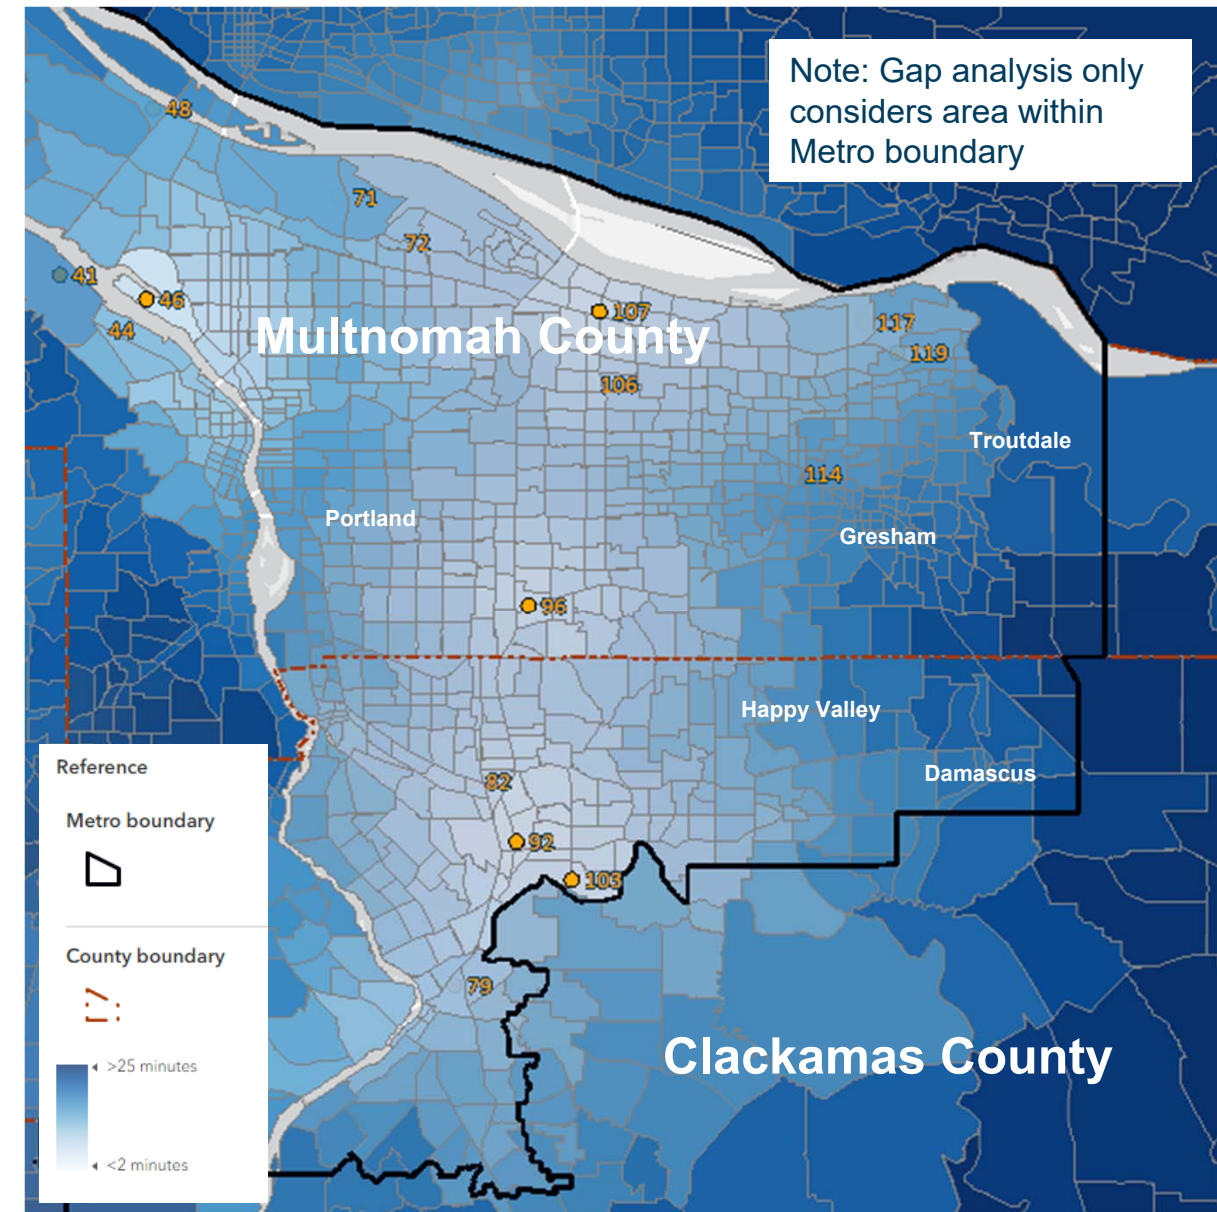 Note: Gap analysis only
considers area within
Metro boundary
48
71
72
41
46
44
107
Multnomah County
117
119
106
Troutdale
114
Portland
Gresham
96
Happy Valley
Damascus
82
92
103
79
Clackamas County
Reference
Metro boundary
County boundary
>25 minutes
<2 minutes